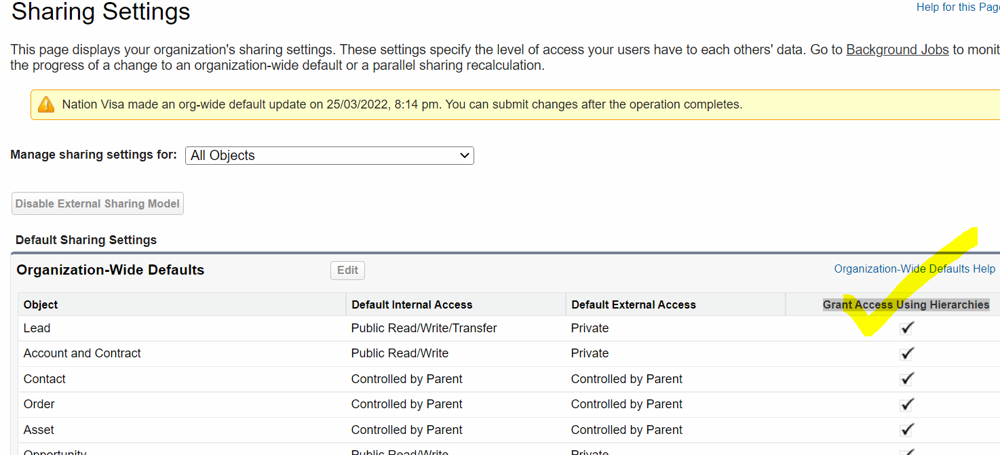 Sharing Settings
Help for this Page
This page displays your organization's sharing settings. These settings specify the level of access your users have to each others' data. Go to Background Jobs to monit
the progress of a change to an organization-wide default or a parallel sharing recalculation.
Nation Visa made an org-wide default update on 25/03/2022, 8:14 pm. You can submit changes after the operation completes.
Manage sharing settings for: All Objects
Disable External Sharing Model
Default Sharing Settings
Organization-Wide Defaults Edit Organization-Wide Defaults Help
Object Default Internal Access Default External Access Grant Access Using Hierarchies
Lead Public Read/Write/Transfer Private
Account and Contract Public Read/Write Private
Contact Controlled by Parent Controlled by Parent
Order Controlled by Parent Controlled by Parent
Asset Controlled by Parent Controlled by Parent
Opportunity Public Read/Write Private